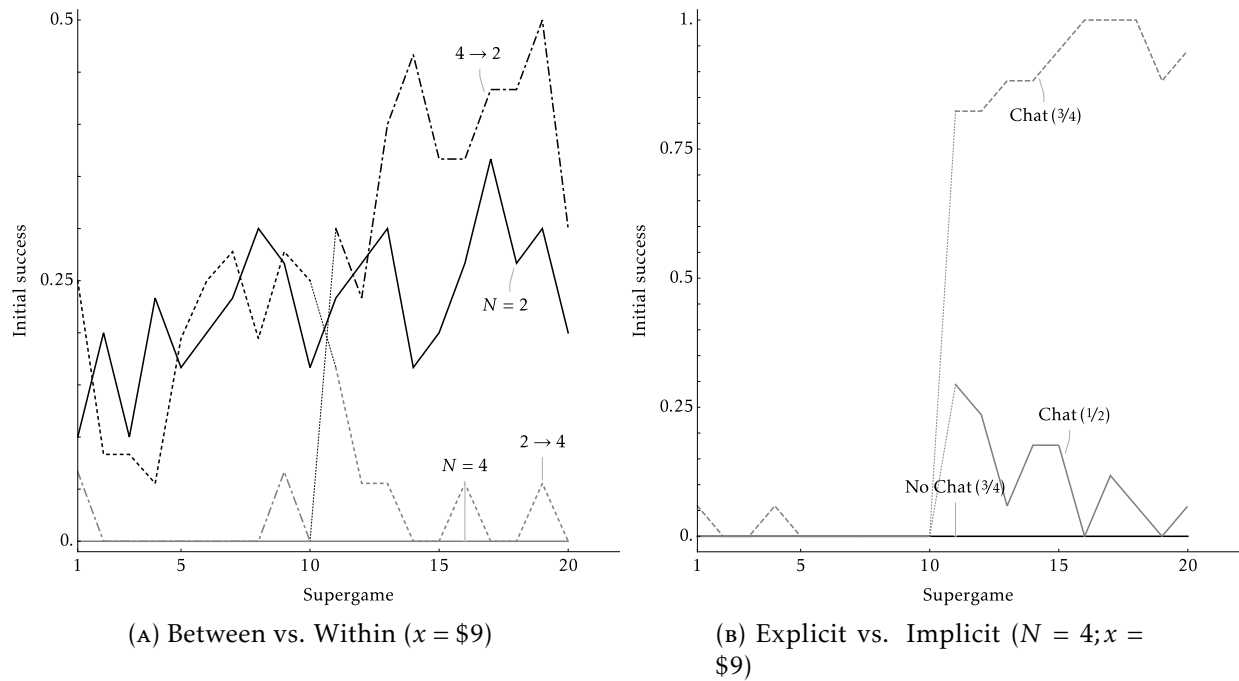 0.5
0.25
0.
Initial success
4 → 2
N = 2
2 → 4
N = 4
1 5 10 15 20
Supergame
(A) Between vs. Within (x = $9)
1.
0.75
0.5
0.25
0.
Initial success
Chat (3/4)
Chat (1/2)
No Chat (3/4)
1 5 10 15 20
Supergame
(B) Explicit vs. Implicit (N = 4; x =
$9)